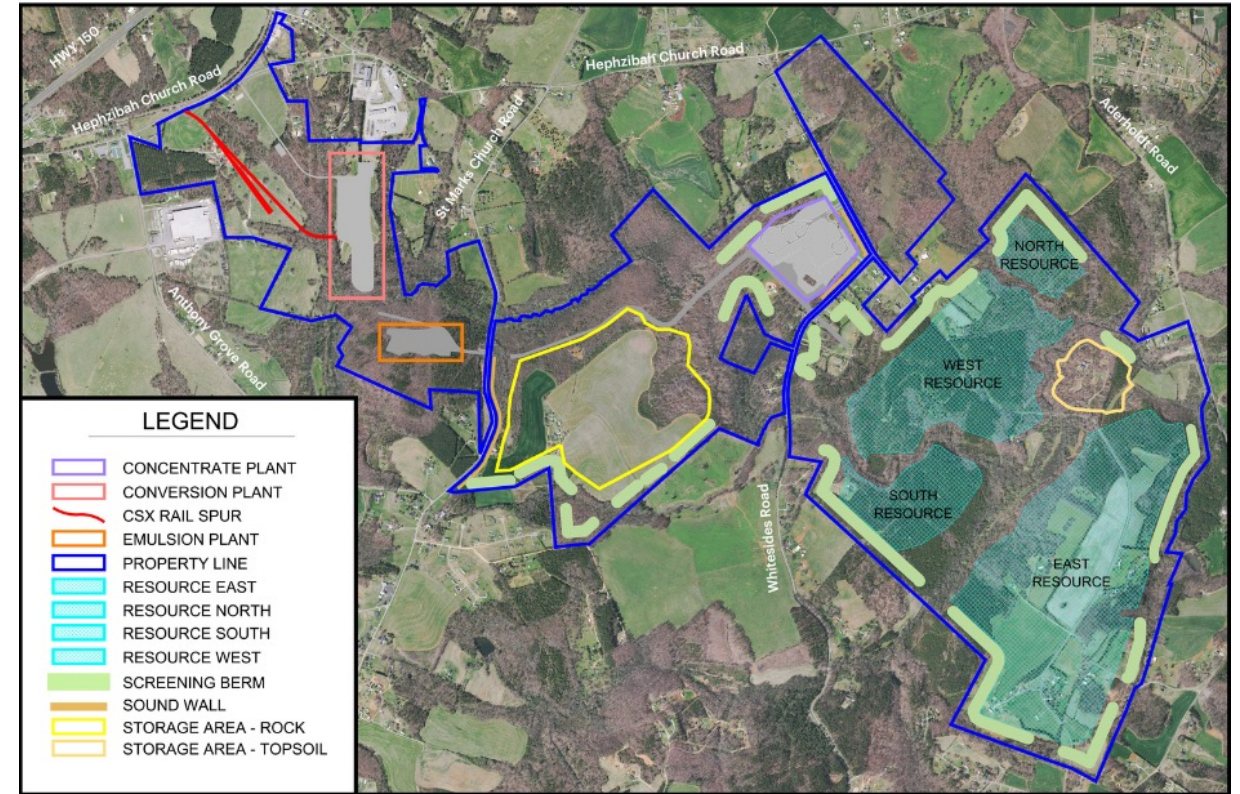 HWY 150
Hephzibah Church Road
Hephzibah Church Road
St Marks Church Road
Aderholdt Road
Anthony Grove Road
Whitesides Road
NORTH
RESOURCE
WEST
RESOURCE
SOUTH
RESOURCE
EAST
RESOURCE
LEGEND
CONCENTRATE PLANT
CONVERSION PLANT
CSX RAIL SPUR
EMULSION PLANT
PROPERTY LINE
RESOURCE EAST
RESOURCE NORTH
RESOURCE SOUTH
RESOURCE WEST
SCREENING BERM
SOUND WALL
STORAGE AREA - ROCK
STORAGE AREA - TOPSOIL